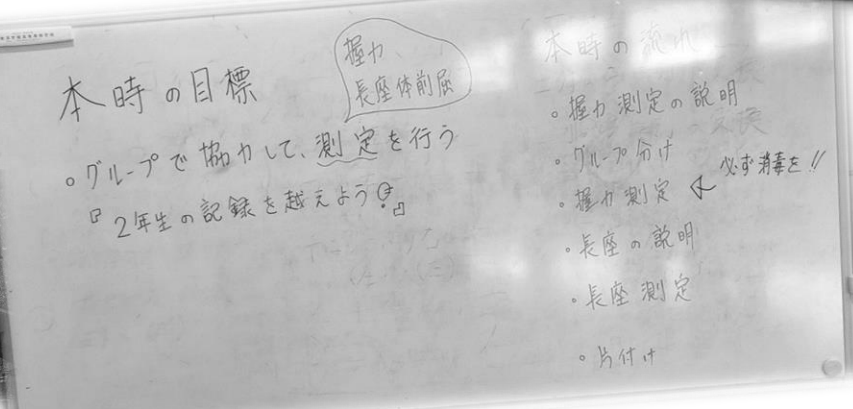 本時の目標
握力、
長座体前屈
。グループで協力して、測定を行う
『2年生の記録を越えよう!』
本時の流れ
。握力測定の説明
。グループ分け
。握力測定
必ず消毒を!!
・長座の説明
・長座測定
・片付け